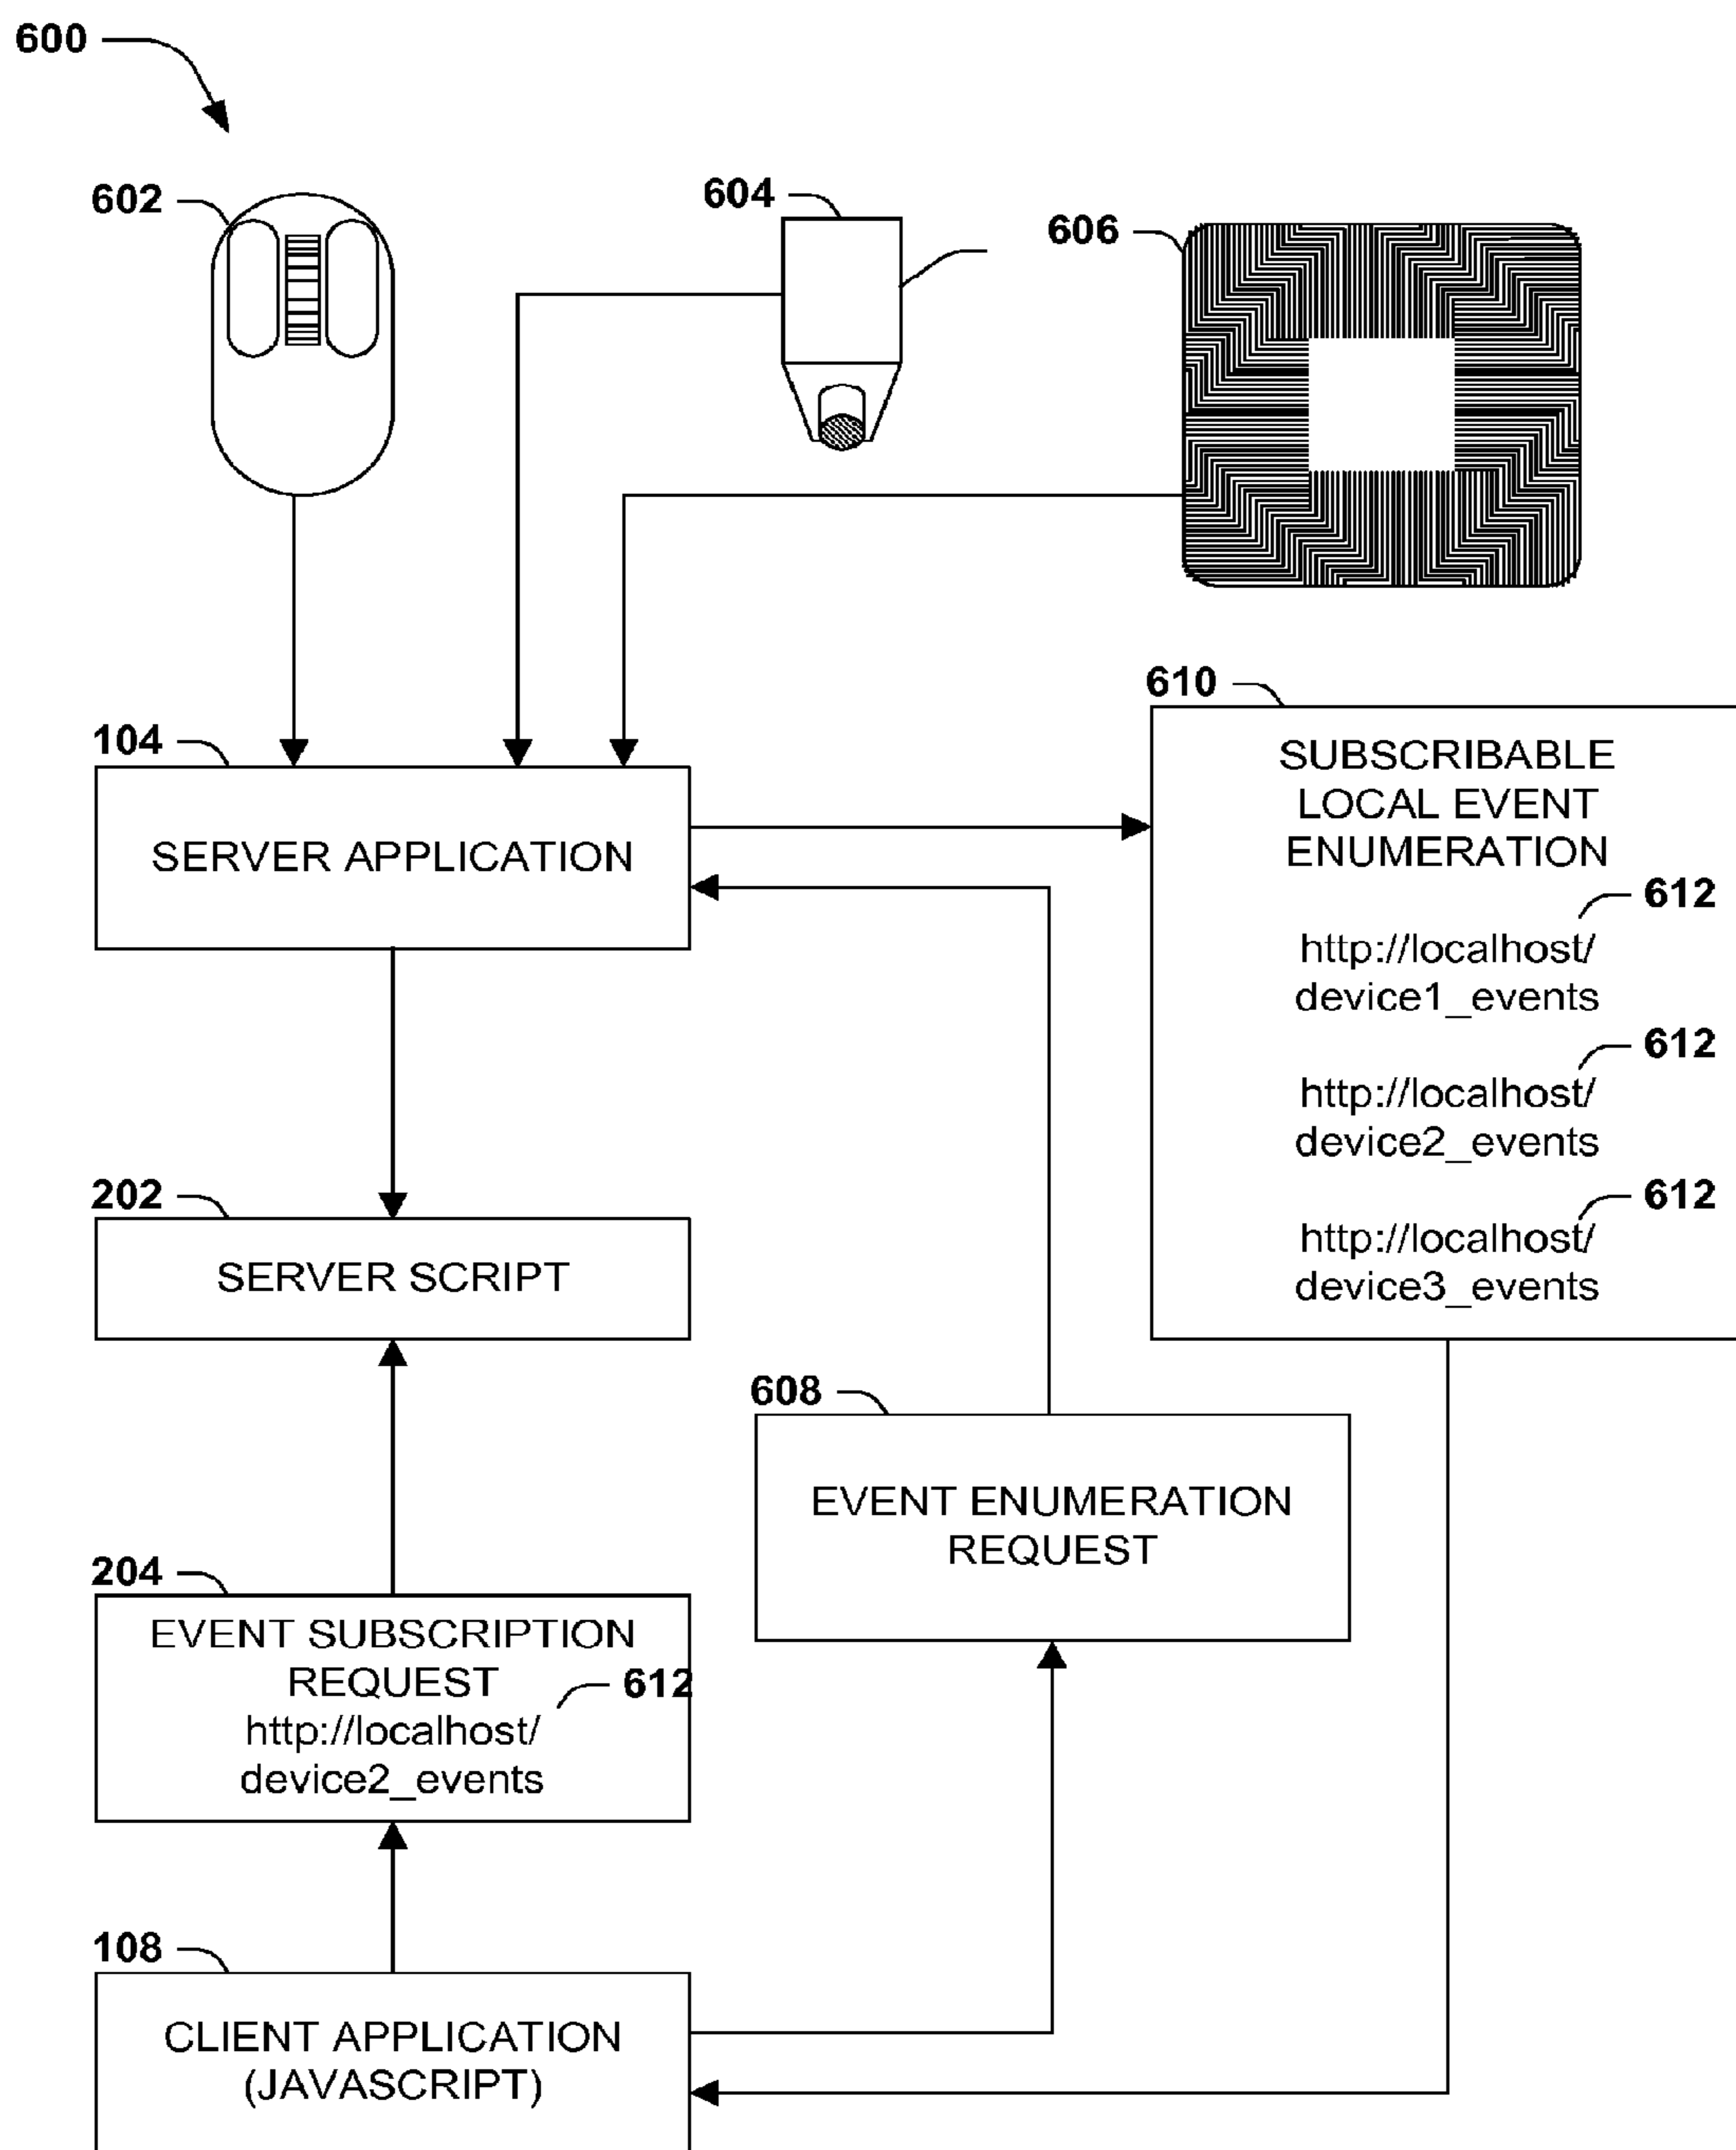 600
602
604
606
104
SERVER APPLICATION
610
SUBSCRIBABLE
LOCAL EVENT
ENUMERATION
612
http://localhost/
device1_events
612
http://localhost/
device2_events
612
http://localhost/
device3_events
202
SERVER SCRIPT
608
EVENT ENUMERATION
REQUEST
204
EVENT SUBSCRIPTION
REQUEST
612
http://localhost/
device2_events
108
CLIENT APPLICATION
(JAVASCRIPT)